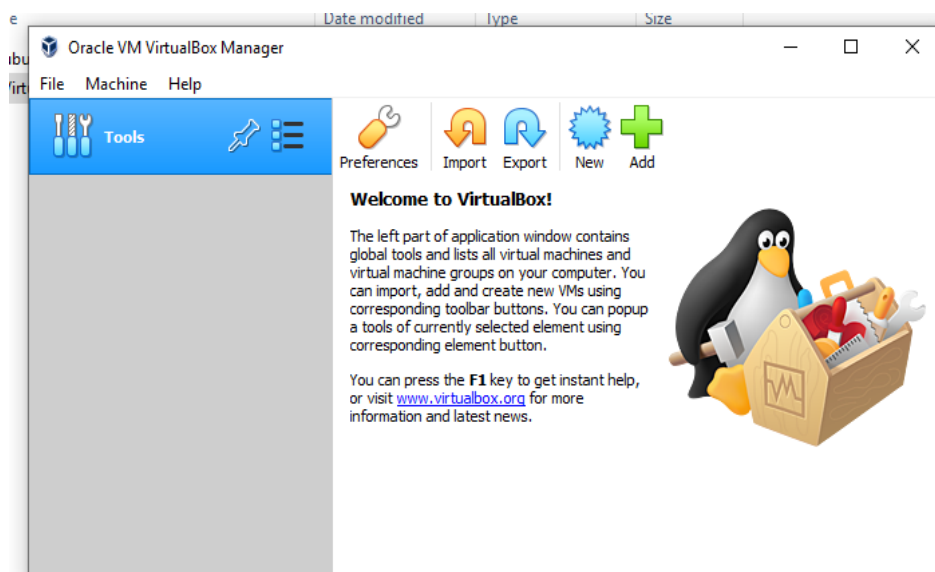 Date modified Type Size
Oracle VM VirtualBox Manager
File Machine Help
Tools
Preferences Import Export New Add
Welcome to VirtualBox!
The left part of application window contains
global tools and lists all virtual machines and
virtual machine groups on your computer. You
can import, add and create new VMs using
corresponding toolbar buttons. You can popup
a tools of currently selected element using
corresponding element button.
You can press the F1 key to get instant help,
or visit www.virtualbox.org for more
information and latest news.